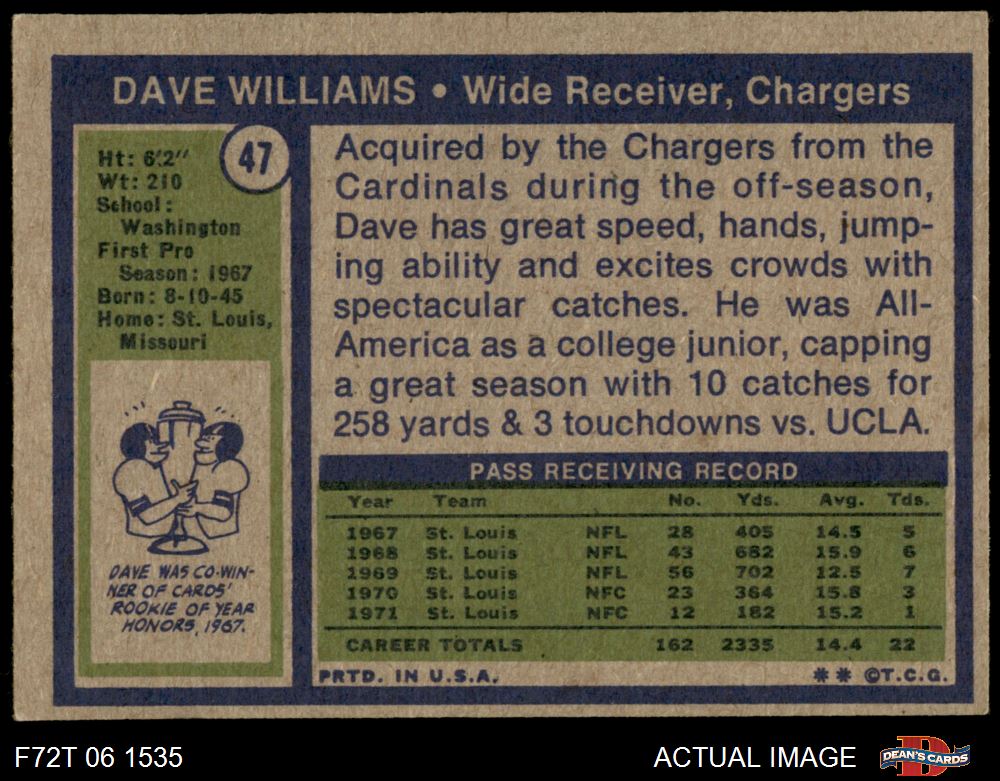 DAVE WILLIAMS • Wide Receiver, Chargers
47
Ht: 6'2"
Wt: 210
School:
Washington
First Pro
Season: 1967
Born: 8-10-45
Home: St. Louis,
Missouri
DAVE WAS CO-WIN-
NER OF CARDS'
ROOKIE OF YEAR
HONORS, 1967.
Acquired by the Chargers from the
Cardinals during the off-season,
Dave has great speed, hands, jump-
ing ability and excites crowds with
spectacular catches. He was All-
America as a college junior, capping
a great season with 10 catches for
258 yards & 3 touchdowns vs. UCLA.
PASS RECEIVING RECORD
Year Team No. Yds. Avg. Tds.
1967 St. Louis NFL 28 405 14.5 5
1968 St. Louis NFL 43 682 15.9 6
1969 St. Louis NFL 56 702 12.5 7
1970 St. Louis NFC 23 364 15.8 3
1971 St. Louis NFC 12 182 15.2 1
CAREER TOTALS 162 2335 14.4 22
PRTD. IN U.S.A. ** ©T.C.G.
F72T 06 1535 ACTUAL IMAGE DEAN'S CARDS